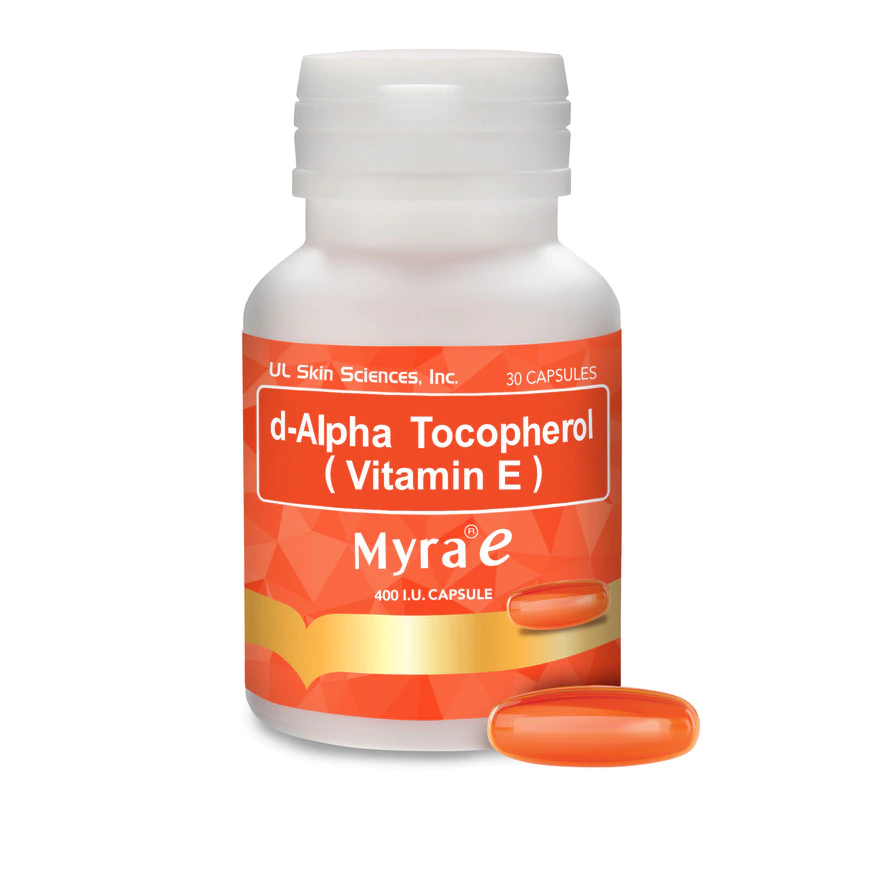 UL Skin Sciences, Inc. 30 CAPSULES
d-Alpha Tocopherol
( Vitamin E )
Myra® e
400 I.U. CAPSULE